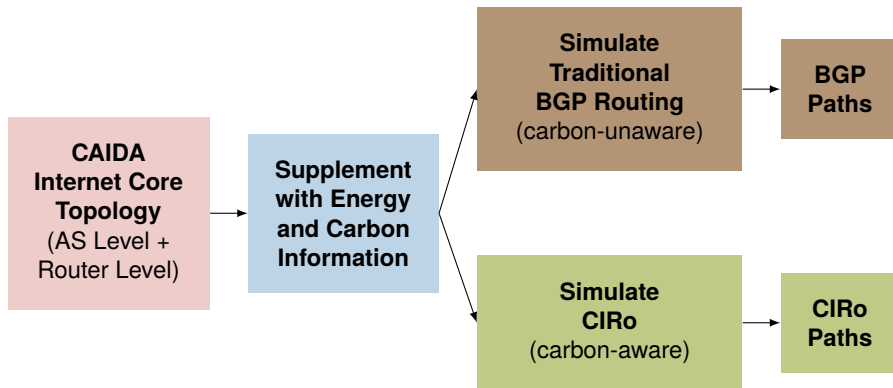 CAIDA
Internet Core
Topology
(AS Level +
Router Level)
Supplement
with Energy
and Carbon
Information
Simulate
Traditional
BGP Routing
(carbon-unaware)
BGP
Paths
Simulate
CIRo
(carbon-aware)
CIRo
Paths